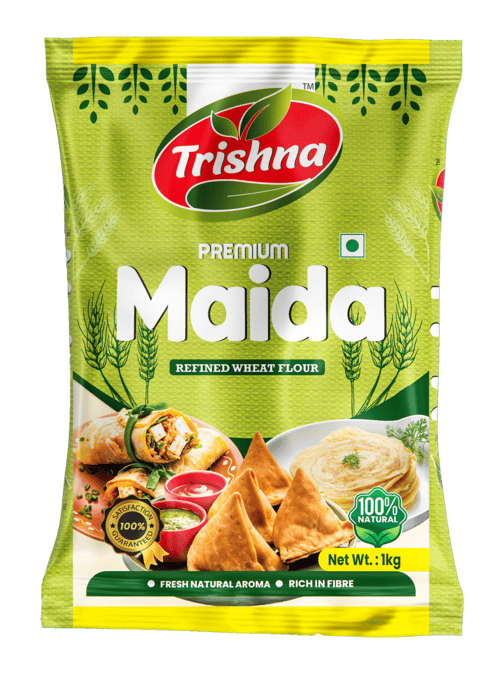 TM
Trishna
PREMIUM
Maida
REFINED WHEAT FLOUR
SATISFACTION
100%
GUARANTEED
100%
NATURAL
Net Wt. : 1kg
FRESH NATURAL AROMA • RICH IN FIBRE